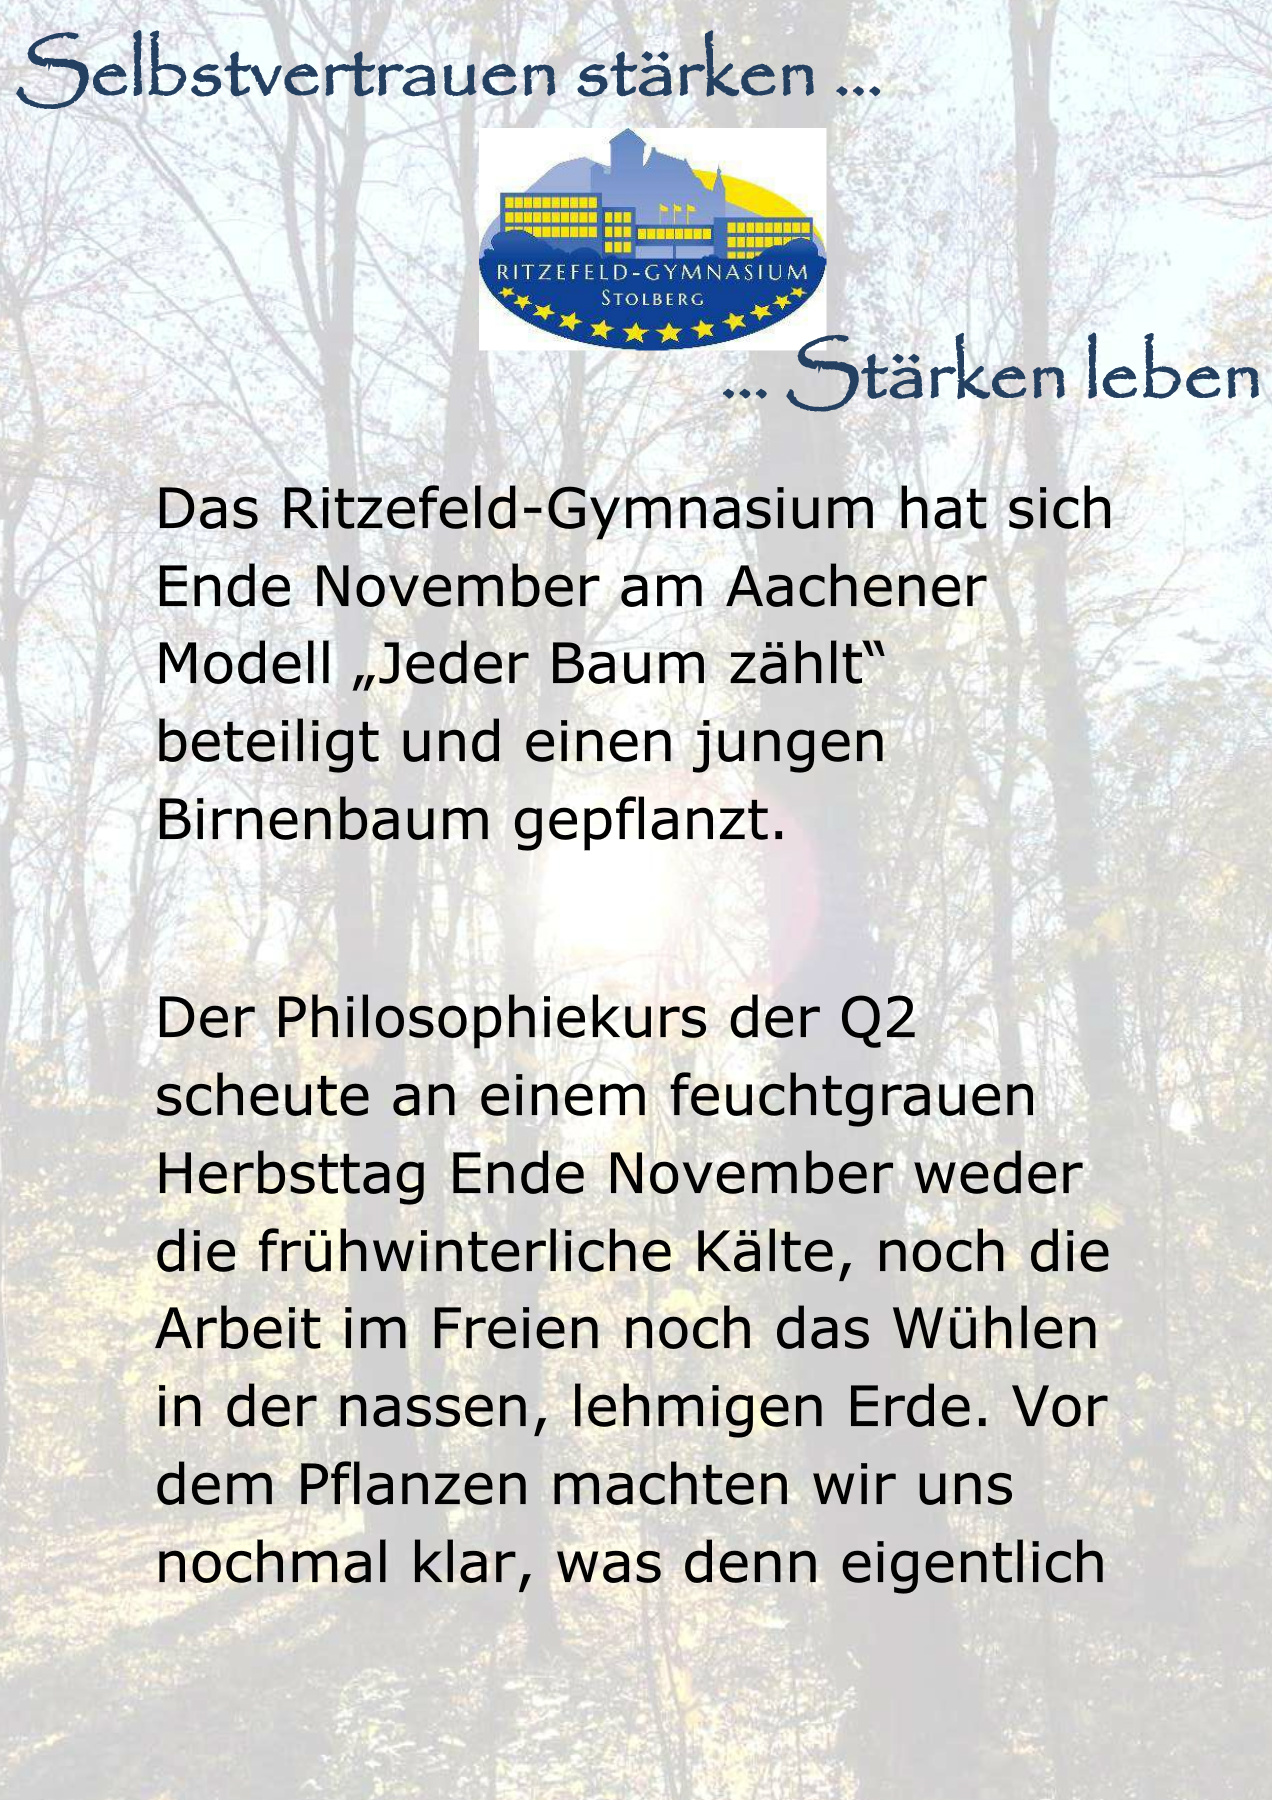 Selbstvertrauen stärken ...
RITZEFELD-GYMNASIUM
STOLBERG
... Stärken leben
Das Ritzefeld-Gymnasium hat sich
Ende November am Aachener
Modell „Jeder Baum zählt“
beteiligt und einen jungen
Birnenbaum gepflanzt.
Der Philosophiekurs der Q2
scheute an einem feuchtgrauen
Herbsttag Ende November weder
die frühwinterliche Kälte, noch die
Arbeit im Freien noch das Wühlen
in der nassen, lehmigen Erde. Vor
dem Pflanzen machten wir uns
nochmal klar, was denn eigentlich